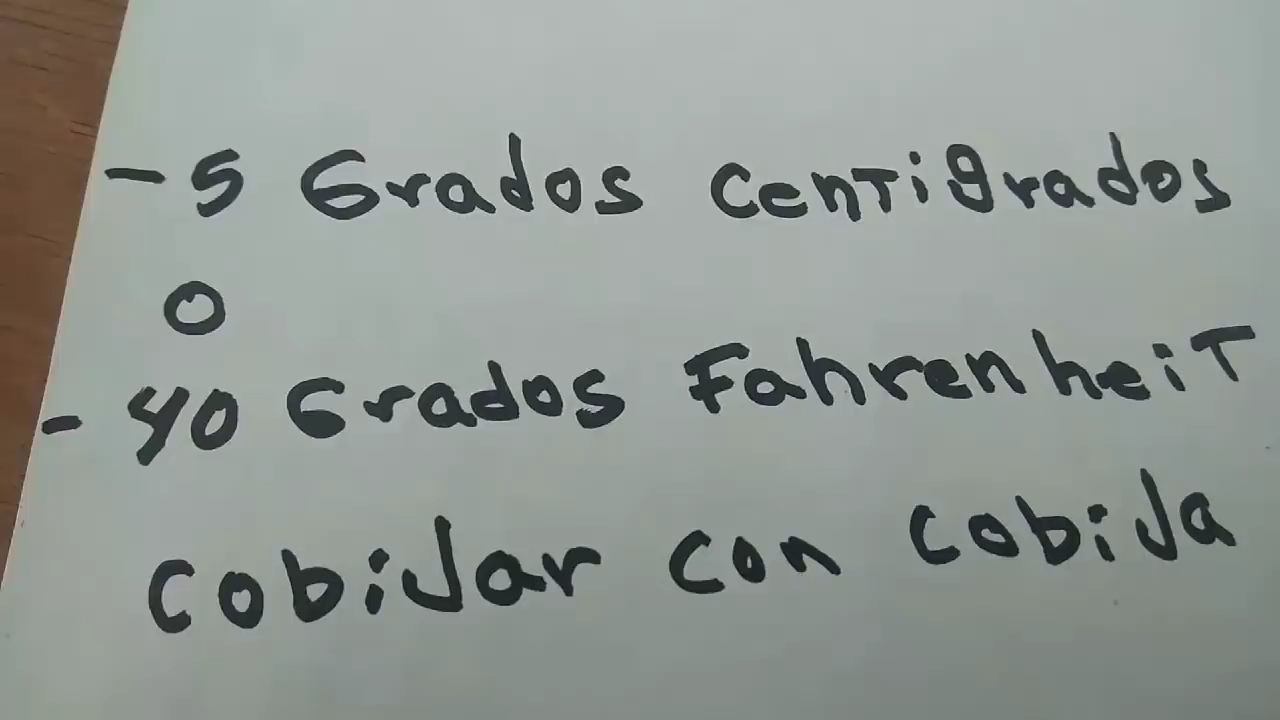 - 5 Grados centigrados
o
- 40 Grados Fahrenheit
cobijar con cobija